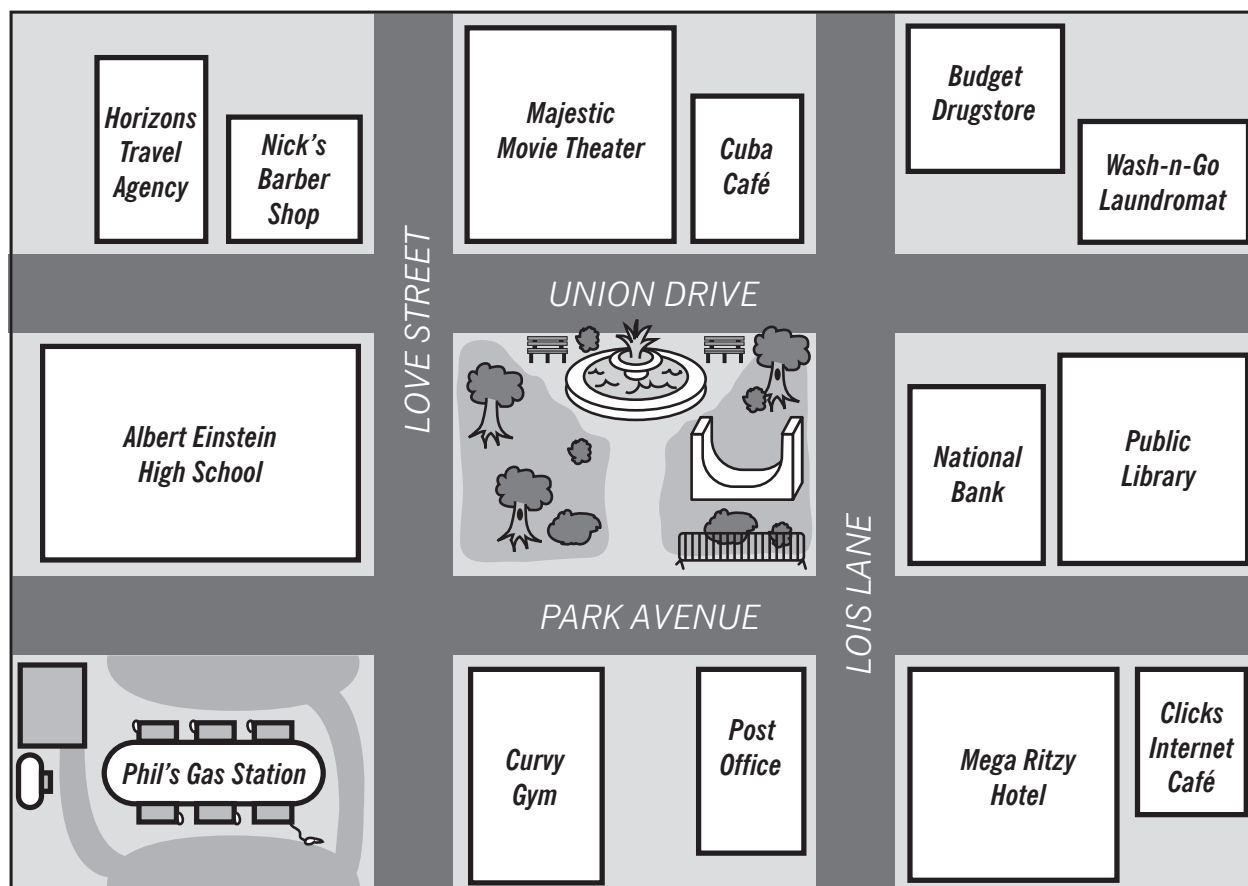 Horizons
Travel
Agency
Nick's
Barber
Shop
Majestic
Movie Theater
Cuba
Café
Budget
Drugstore
Wash-n-Go
Laundromat
LOVE STREET
UNION DRIVE
Albert Einstein
High School
National
Bank
Public
Library
PARK AVENUE
LOIS LANE
Phil's Gas Station
Curvy
Gym
Post
Office
Mega Ritzy
Hotel
Clicks
Internet
Café